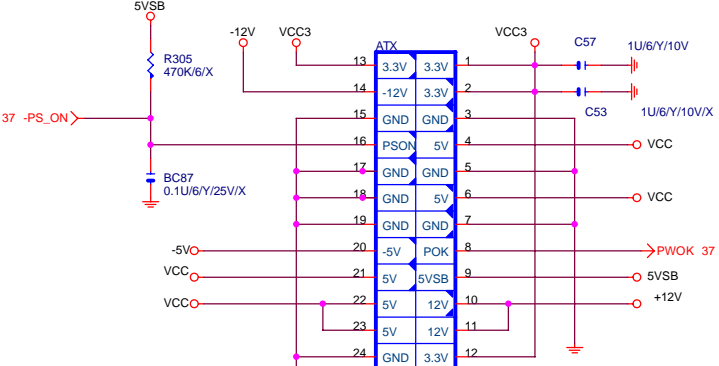 5VSB
-12V
VCC3
VCC3
C57
1U/6/Y/10V
R305
470K/6/X
ATX
13 3.3V 3.3V 1
14 -12V 3.3V 2
C53
1U/6/Y/10V/X
37 -PS_ON
15 GND GND 3
16 PSON 5V 4
VCC
17 GND GND 5
BC87
0.1U/6/Y/25V/X
18 GND 5V 6
VCC
19 GND GND 7
-5V
20 -5V POK 8
PWOK 37
VCC
21 5V 5VSB 9
5VSB
VCC
22 5V 12V 10
+12V
23 5V 12V 11
24 GND 3.3V 12